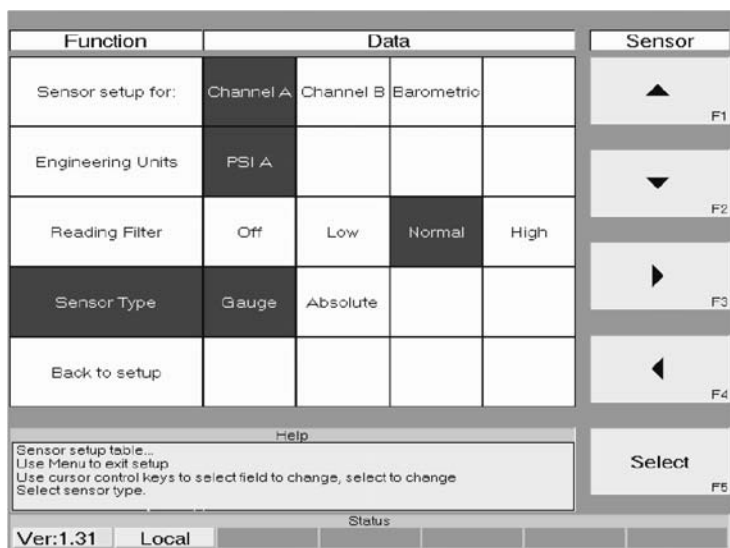 Function Data Sensor
Sensor setup for: Channel A Channel B Barometric
F1
Engineering Units PSI A
F2
Reading Filter Off Low Normal High
Sensor Type Gauge Absolute
F3
Back to setup
F4
Help
Sensor setup table...
Use Menu to exit setup
Use cursor control keys to select field to change, select to change
Select sensor type.
Select
F5
Status
Ver:1.31 Local